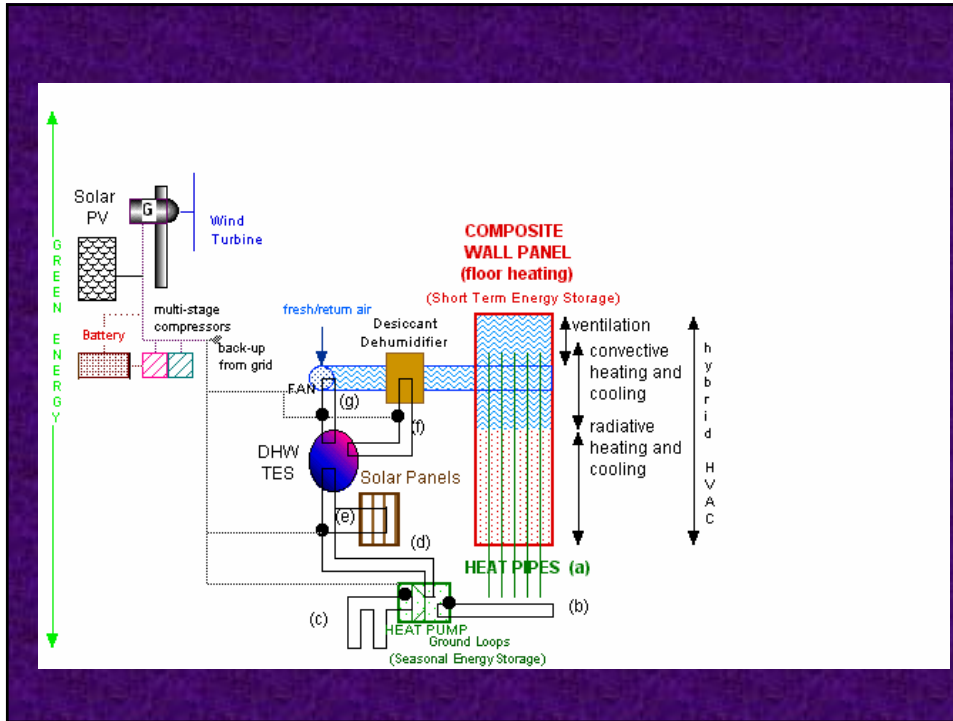 GREEN ENERGY
Solar
PV
G
Wind
Turbine
Battery
multi-stage
compressors
back-up
from grid
fresh/return air
FAN
(g)
Desiccant
Dehumidifier
(f)
DHW
TES
Solar Panels
(e)
(d)
COMPOSITE
WALL PANEL
(floor heating)
(Short Term Energy Storage)
ventilation
convective
heating and
cooling
radiative
heating and
cooling
hybrid HVAC
HEAT PIPES (a)
(b)
(c)
HEAT PUMP
Ground Loops
(Seasonal Energy Storage)